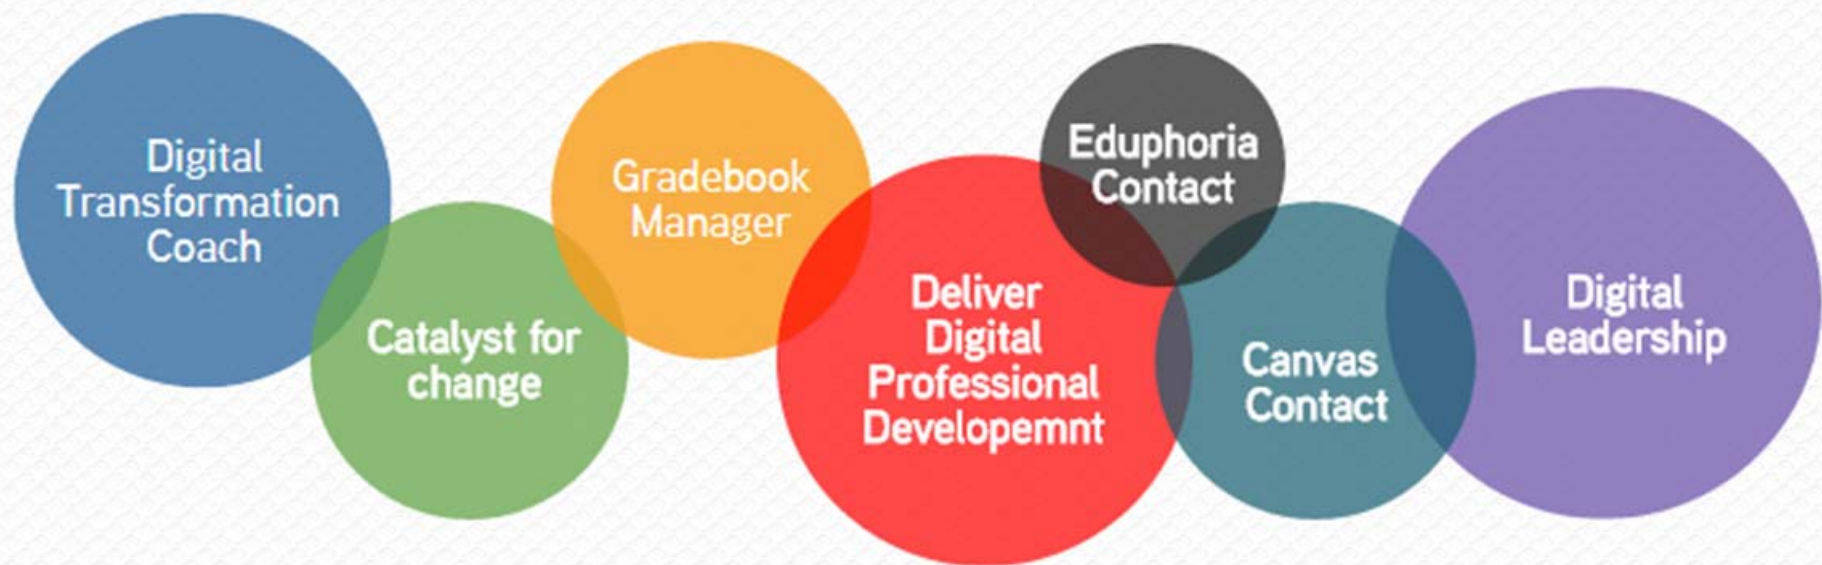 Digital
Transformation
Coach
Catalyst for
change
Gradebook
Manager
Deliver
Digital
Professional
Developemnt
Eduphoria
Contact
Canvas
Contact
Digital
Leadership